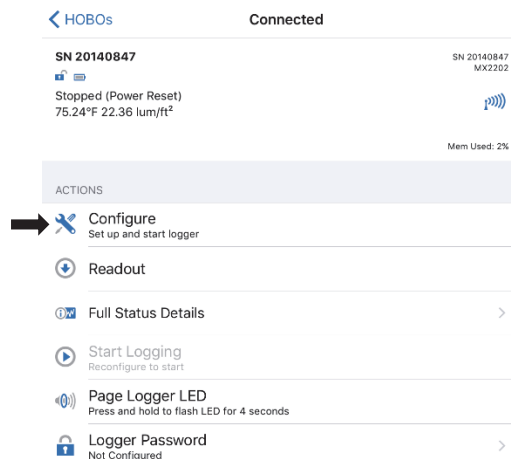 HOBOs
Connected
SN 20140847
SN 20140847
MX2202
Stopped (Power Reset)
75.24°F 22.36 lum/ft²
Mem Used: 2%
ACTIONS
Configure
Set up and start logger
Readout
Full Status Details
Start Logging
Reconfigure to start
Page Logger LED
Press and hold to flash LED for 4 seconds
Logger Password
Not Configured